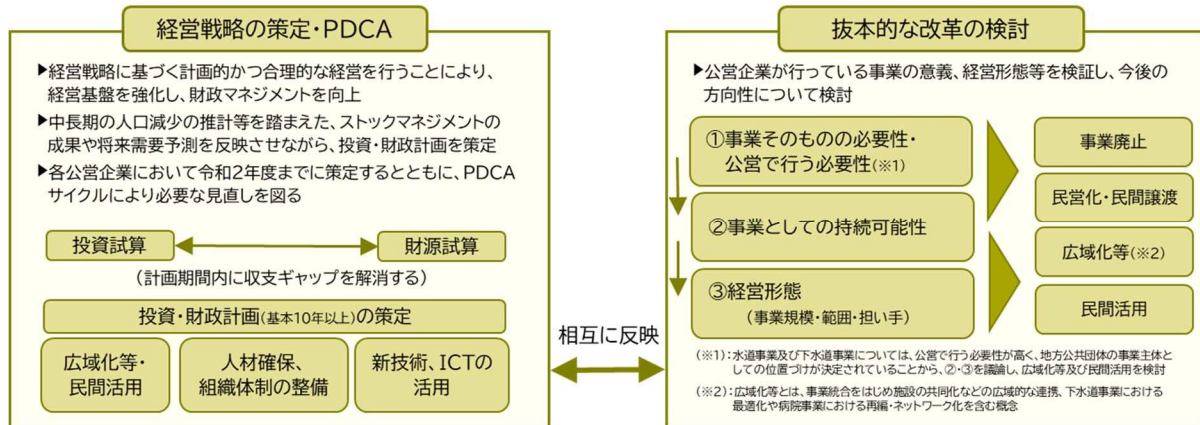 経営戦略の策定・PDCA
▶経営戦略に基づく計画的かつ合理的な経営を行うことにより、
経営基盤を強化し、財政マネジメントを向上
▶中長期の人口減少の推計等を踏まえた、ストックマネジメントの
成果や将来需要予測を反映させながら、投資・財政計画を策定
▶各公営企業において令和2年度までに策定するとともに、PDCA
サイクルにより必要な見直しを図る
投資試算
財源試算
(計画期間内に収支ギャップを解消する)
投資・財政計画(基本10年以上)の策定
広域化等・
民間活用
人材確保、
組織体制の整備
新技術、ICTの
活用
相互に反映
抜本的な改革の検討
▶公営企業が行っている事業の意義、経営形態等を検証し、今後の
方向性について検討
①事業そのものの必要性・
公営で行う必要性(※1)
②事業としての持続可能性
③経営形態
(事業規模・範囲・担い手)
事業廃止
民営化・民間譲渡
広域化等(※2)
民間活用
(※1):水道事業及び下水道事業については、公営で行う必要性が高く、地方公共団体の事業主体と
しての位置づけが決定されていることから、②・③を議論し、広域化等及び民間活用を検討
(※2):広域化等とは、事業統合をはじめ施設の共同化などの広域的な連携、下水道事業における
最適化や病院事業における再編・ネットワーク化を含む概念